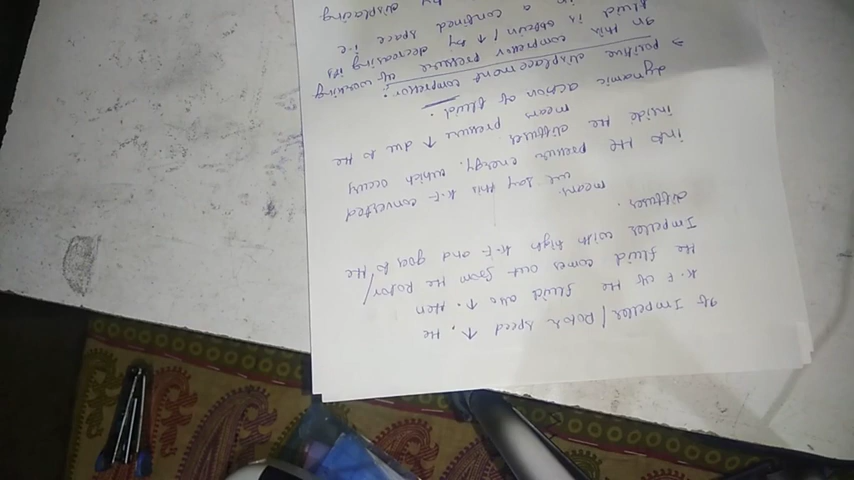 If Impeller/Rotor speed ↑, the
K.E of the fluid also ↑. then
the fluid comes out from the Rotor/
Impeller with high K.E and goes to the
diffuser.
means we say this K.E converted
into the pressure energy. which occurs
inside the diffuser means pressure ↑ due to the
dynamic action of fluid.
→ positive displacement compressor:
In this compressor pressure of working
fluid is obtain/↑ by decreasing its
in a confined space i.e
by displacing